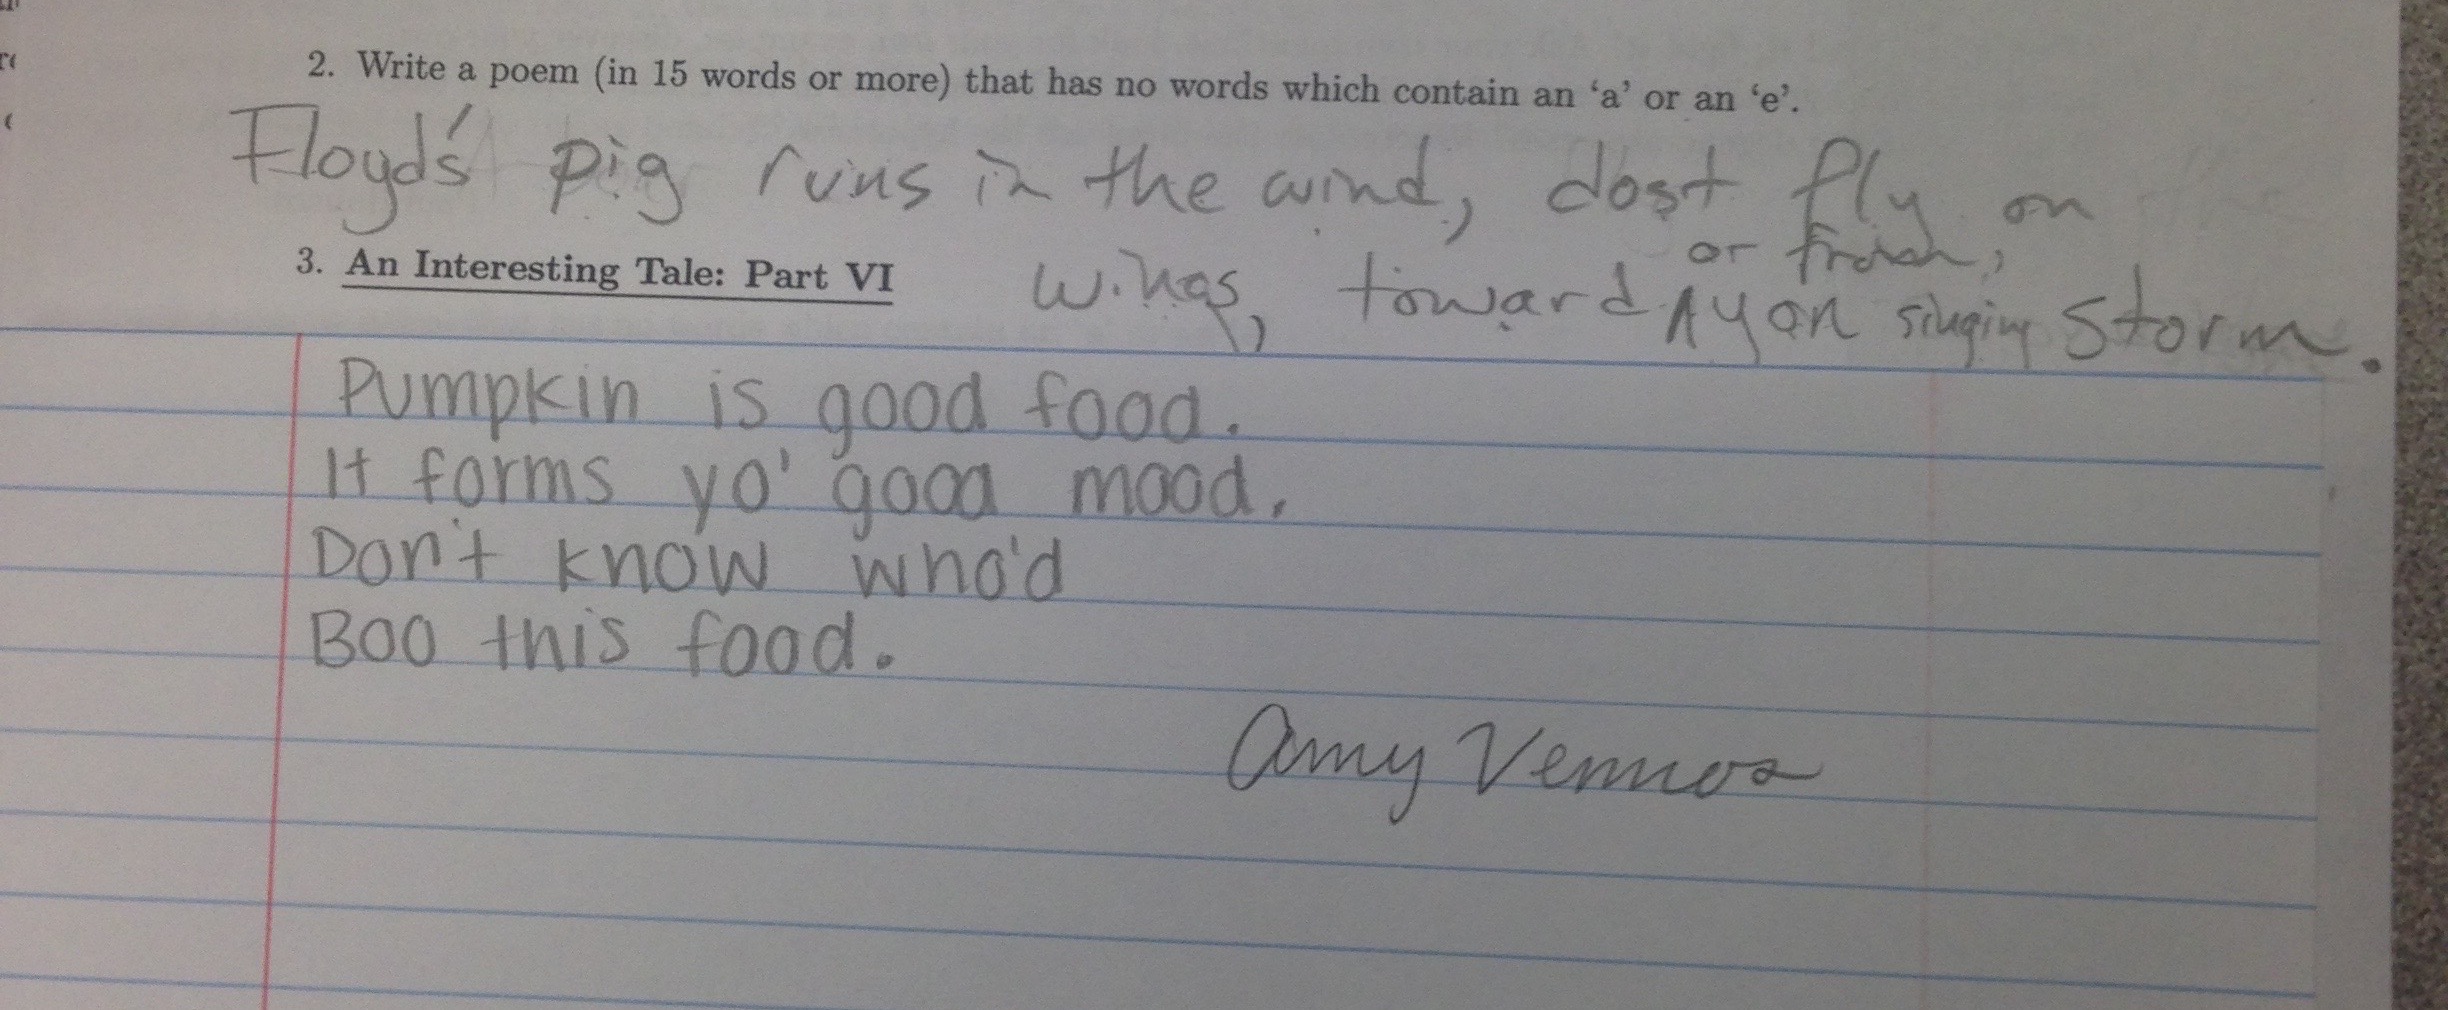 2. Write a poem (in 15 words or more) that has no words which contain an 'a' or an 'e'.
Floyd's pig runs in the wind, dost fly on
wings, toward yon singing storm.
or from,
3. An Interesting Tale: Part VI
Pumpkin is good food.
It forms yo' good mood.
Don't know who'd
Boo this food.
Amy Vennos